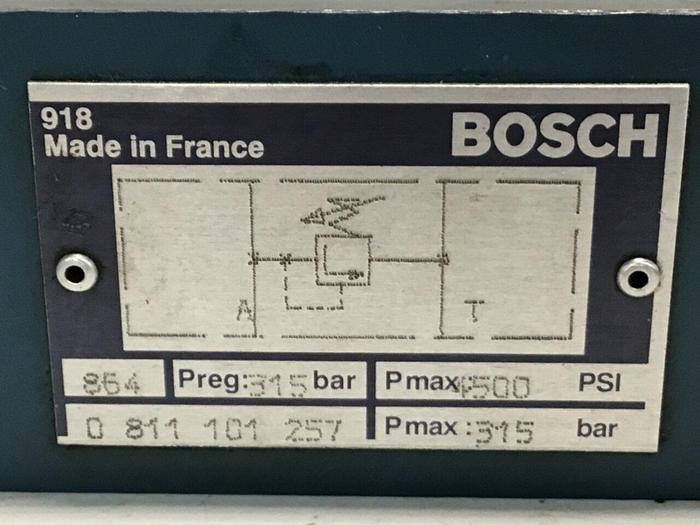 918
Made in France
BOSCH
A T
864 Preg:315 bar Pmax:4500 PSI
0 811 101 257 Pmax:315 bar